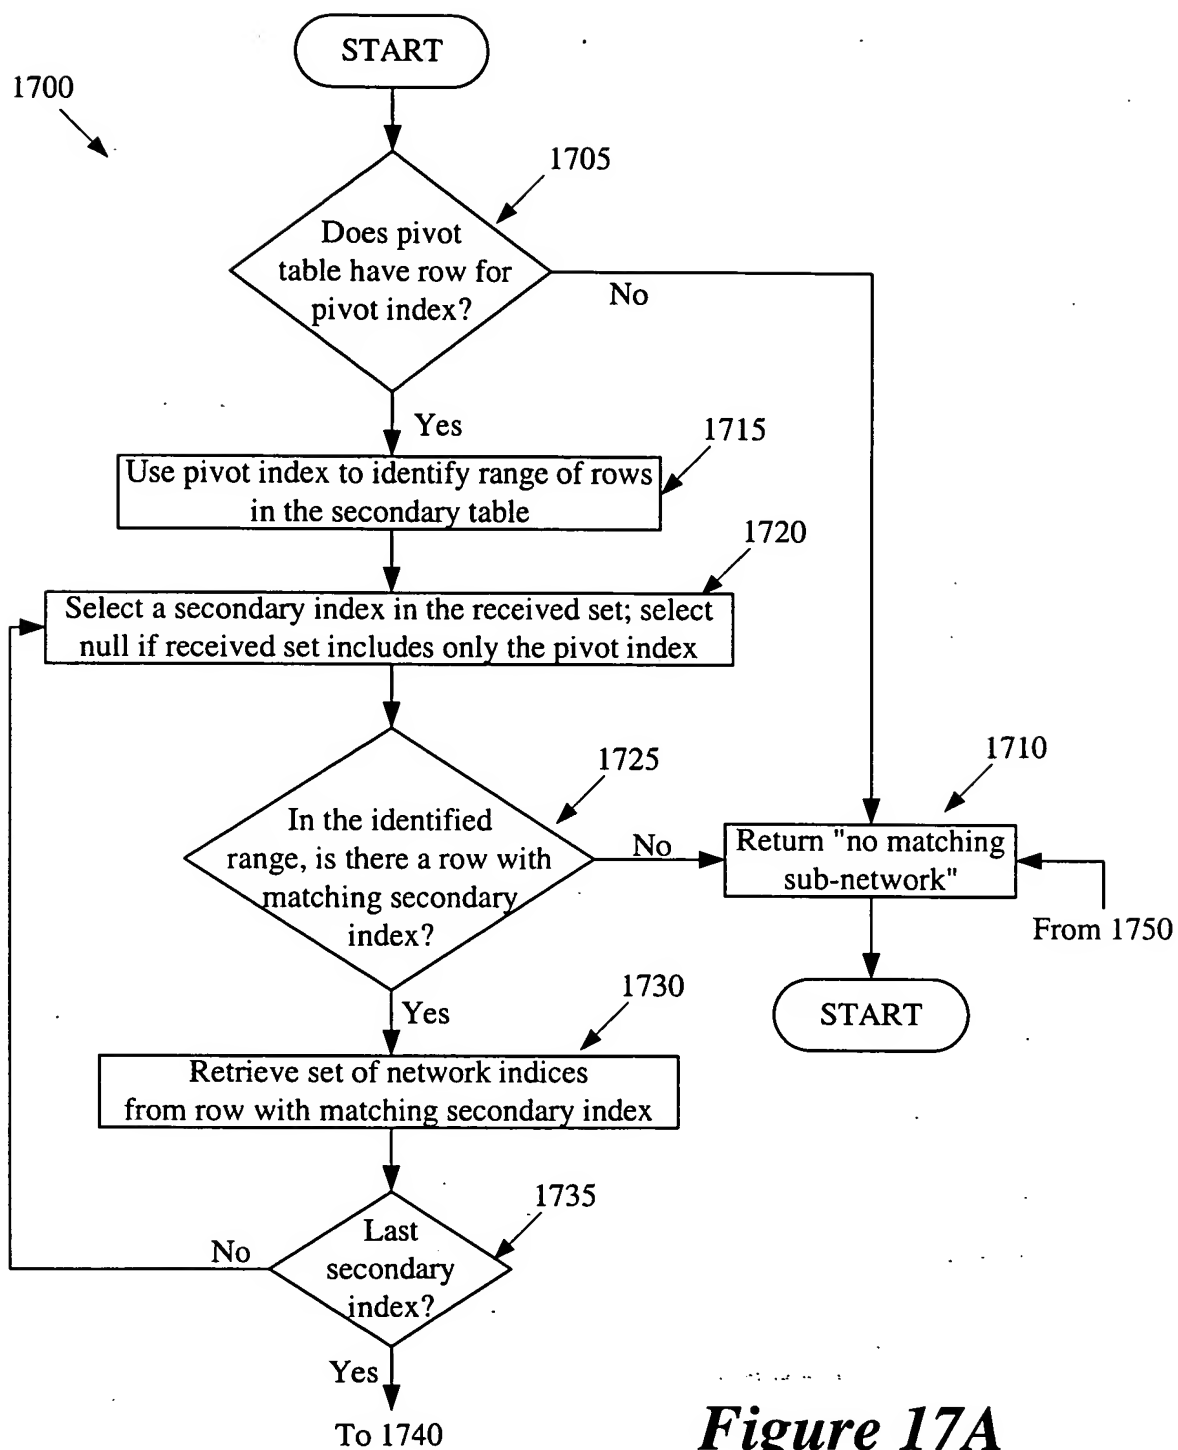 START
1700
1705
Does pivot
table have row for
pivot index?
No
Yes
1715
Use pivot index to identify range of rows
in the secondary table
1720
Select a secondary index in the received set; select
null if received set includes only the pivot index
1725
In the identified
range, is there a row with
matching secondary
index?
No
1710
Return "no matching
sub-network"
From 1750
START
Yes
1730
Retrieve set of network indices
from row with matching secondary index
1735
Last
secondary
index?
No
Yes
To 1740
Figure 17A